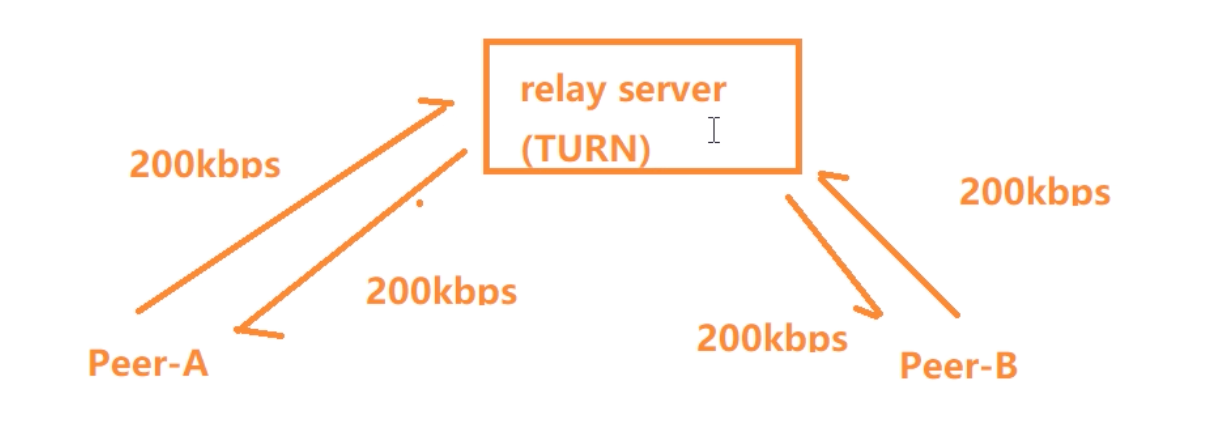 relay server
(TURN)
200kbps
200kbps
200kbps
200kbps
Peer-A
Peer-B